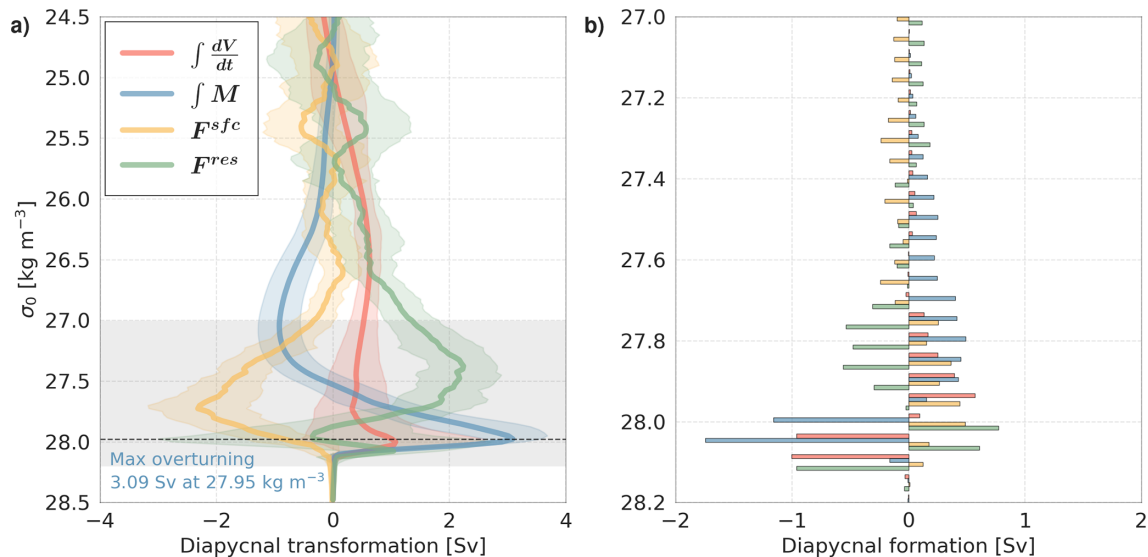 a)
24.5
25.0
25.5
26.0
26.5
27.0
27.5
28.0
28.5
σ₀ [kg m⁻³]
∫ dV/dt
∫ M
F^sfc
F^res
Max overturning
3.09 Sv at 27.95 kg m⁻³
−4
−2
0
2
4
Diapycnal transformation [Sv]
b)
27.0
27.2
27.4
27.6
27.8
28.0
28.2
−2
−1
0
1
2
Diapycnal formation [Sv]